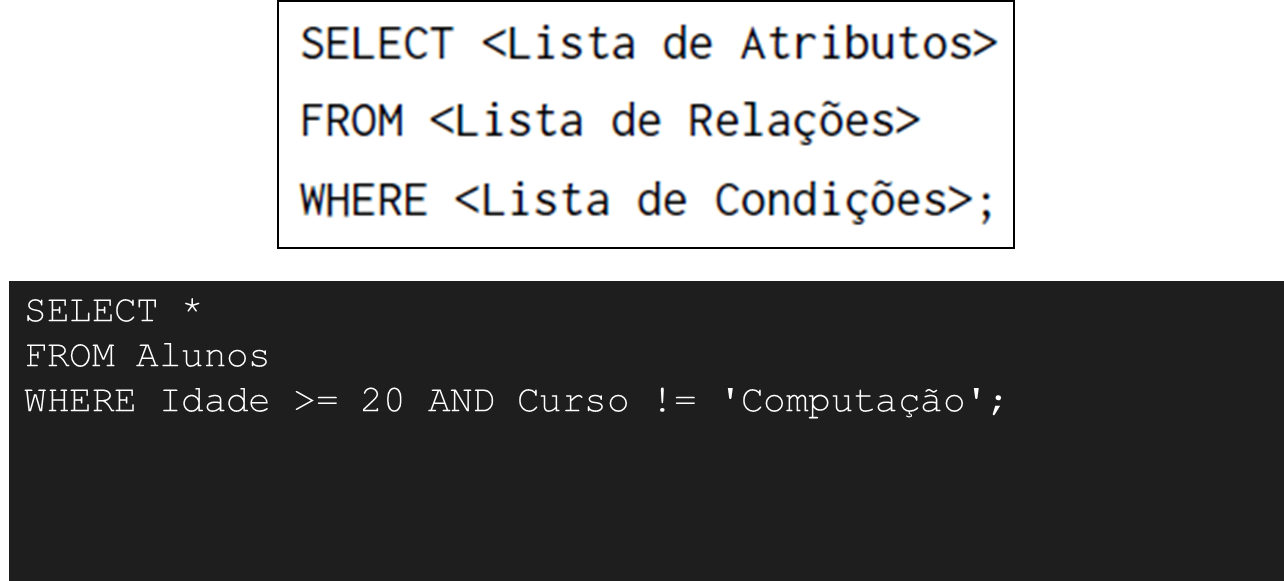 SELECT <Lista de Atributos>
FROM <Lista de Relações>
WHERE <Lista de Condições>;
SELECT *
FROM Alunos
WHERE Idade >= 20 AND Curso != 'Computação';